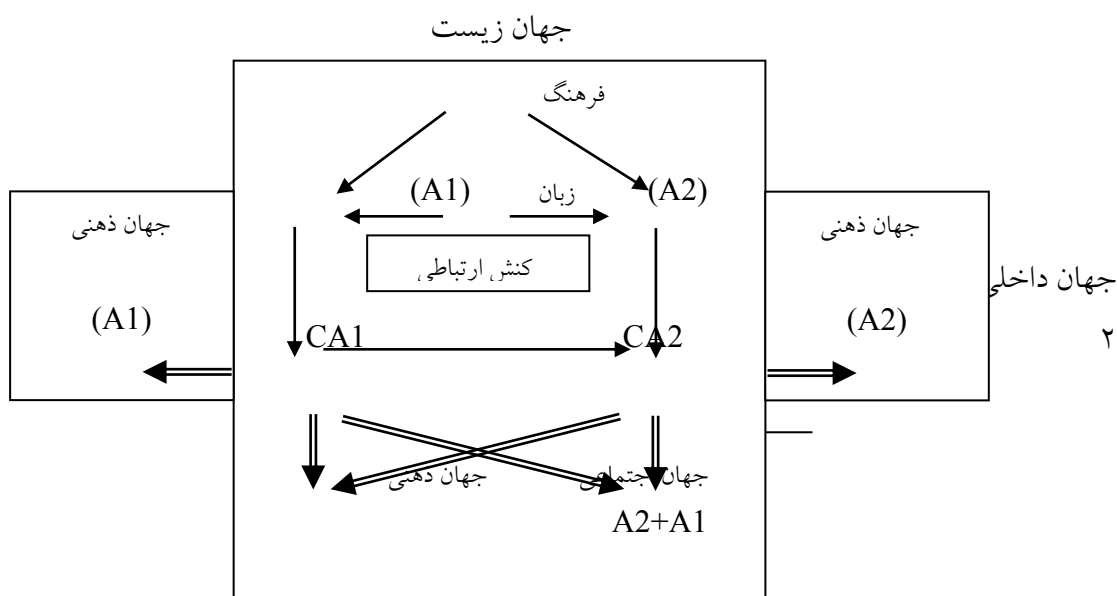 جهان زیست
فرهنگ
(A1) زبان (A2)
جهان ذهنی
جهان ذهنی
کنش ارتباطی
جهان داخلی
۲
(A1)
(A2)
CA1 CA2
جهان اجتماعی جهان ذهنی
A2+A1